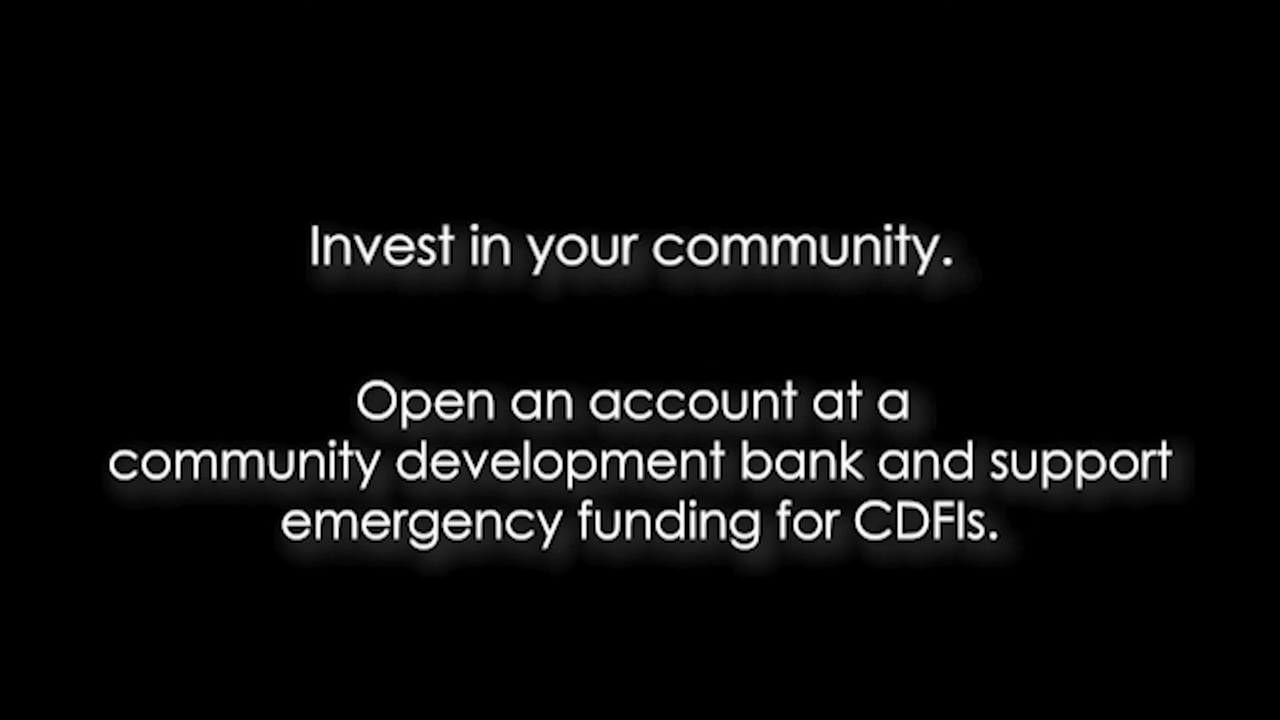 Invest in your community.
Open an account at a
community development bank and support
emergency funding for CDFIs.